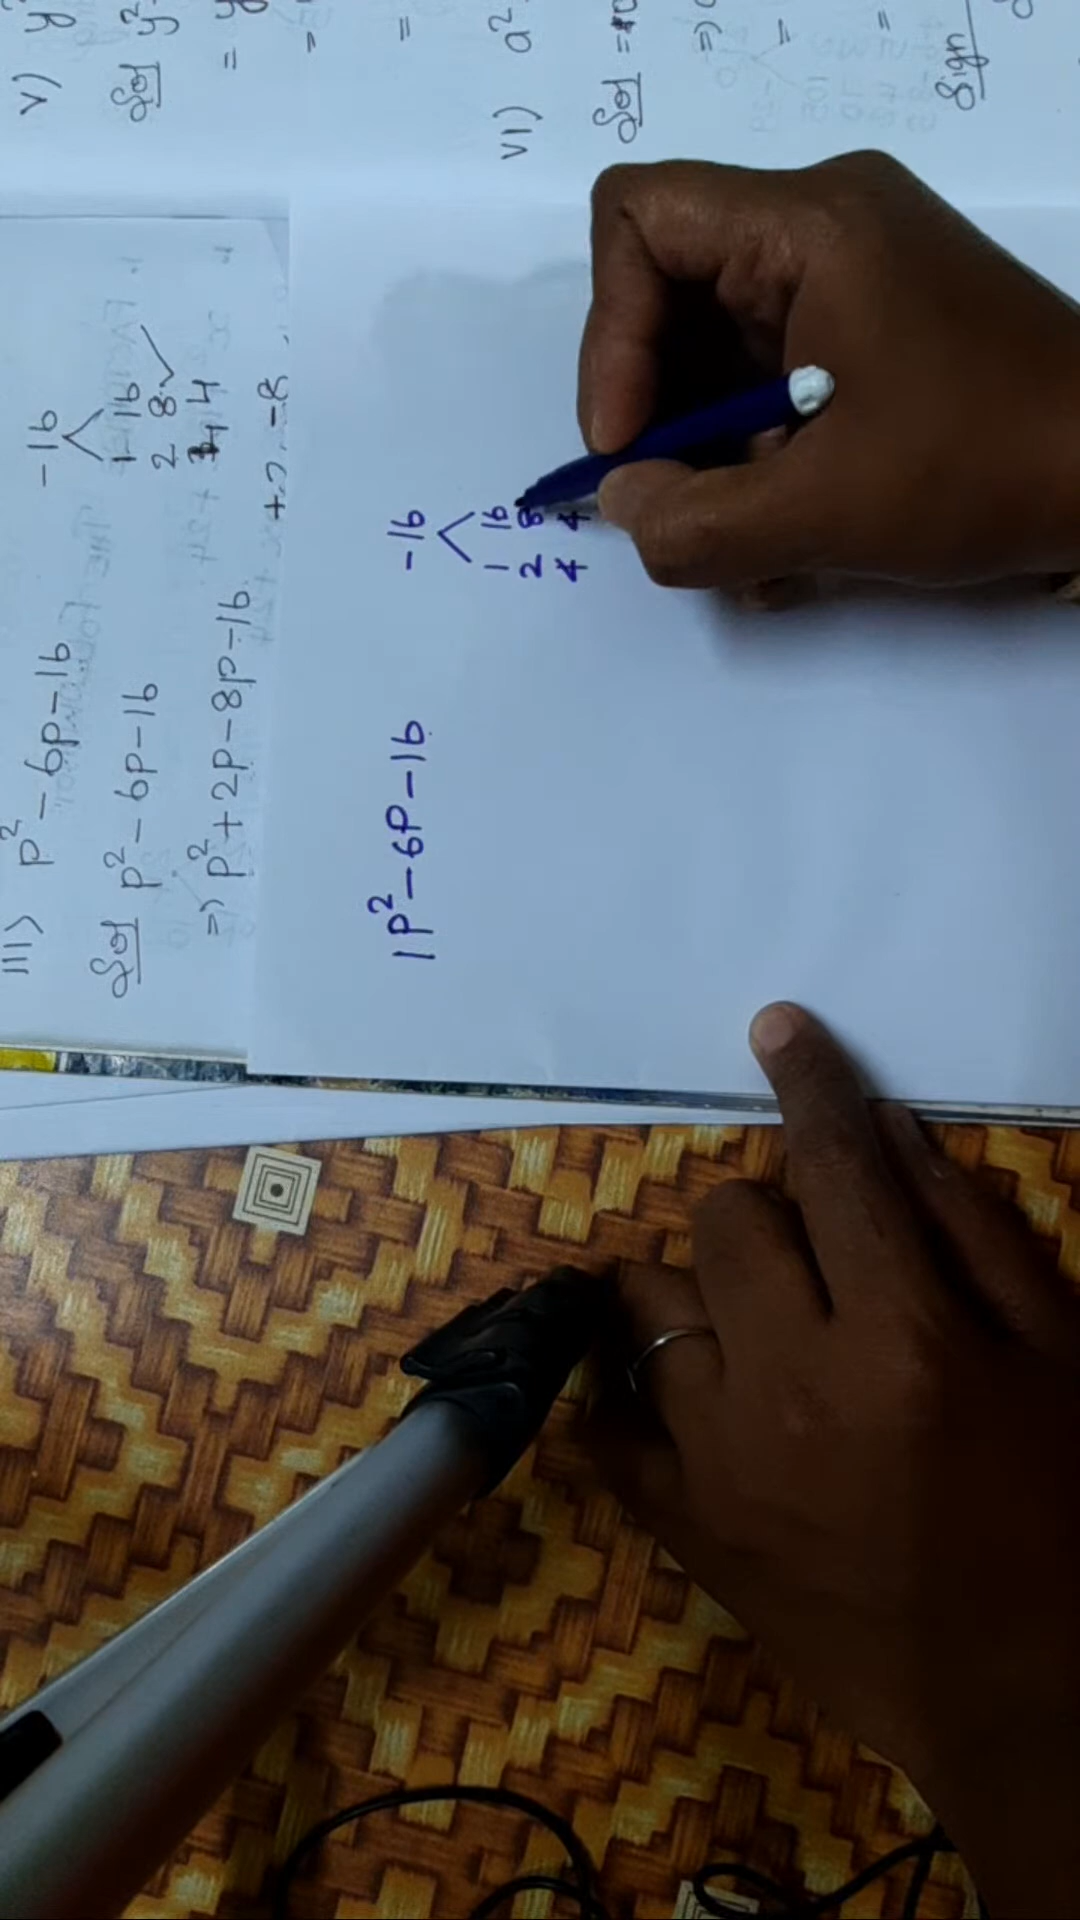 III) p² - 6p - 16
Sol p² - 6p - 16
⇒ p² + 2p - 8p - 16
-16
1 16
2 8
4 4
+2 -8
1p² - 6p - 16
-16
1 16
2 8
4 4
V) y
Sol y²
= y
=
=
VI) a²
Sol =
⇒
=
=
Sign